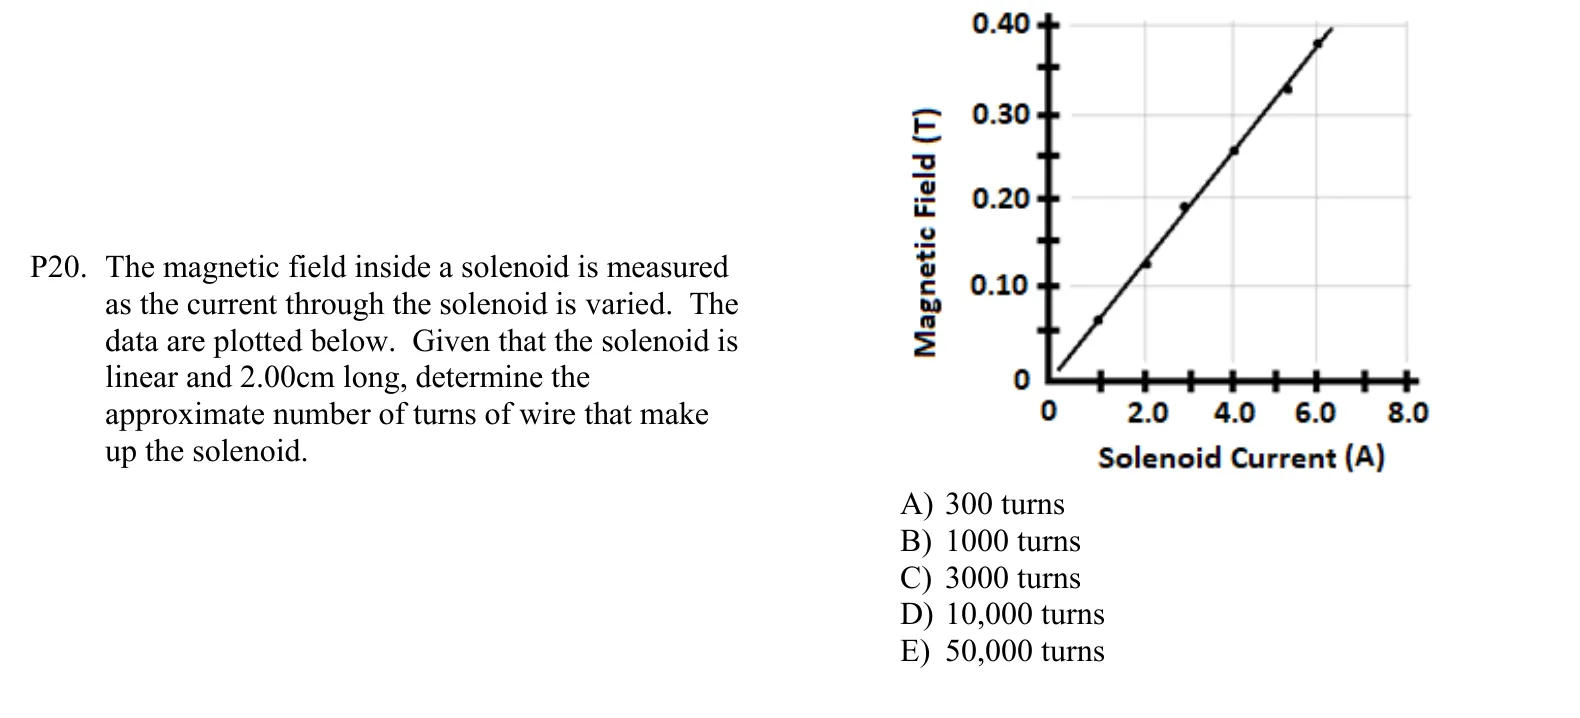 P20. The magnetic field inside a solenoid is measured
as the current through the solenoid is varied. The
data are plotted below. Given that the solenoid is
linear and 2.00cm long, determine the
approximate number of turns of wire that make
up the solenoid.
Magnetic Field (T)
0.40
0.30
0.20
0.10
0
0 2.0 4.0 6.0 8.0
Solenoid Current (A)
A) 300 turns
B) 1000 turns
C) 3000 turns
D) 10,000 turns
E) 50,000 turns